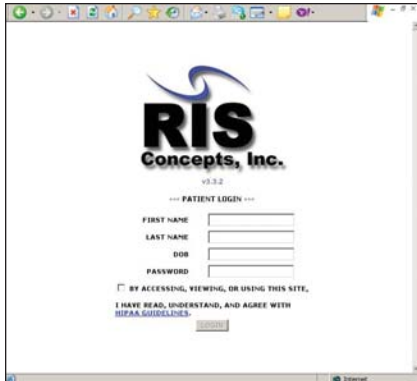 RIS
Concepts, Inc.
v3.3.2
--- PATIENT LOGIN ---
FIRST NAME
LAST NAME
DOB
PASSWORD
BY ACCESSING, VIEWING, OR USING THIS SITE,
I HAVE READ, UNDERSTAND, AND AGREE WITH
HIPAA GUIDELINES.
LOGIN
Internet